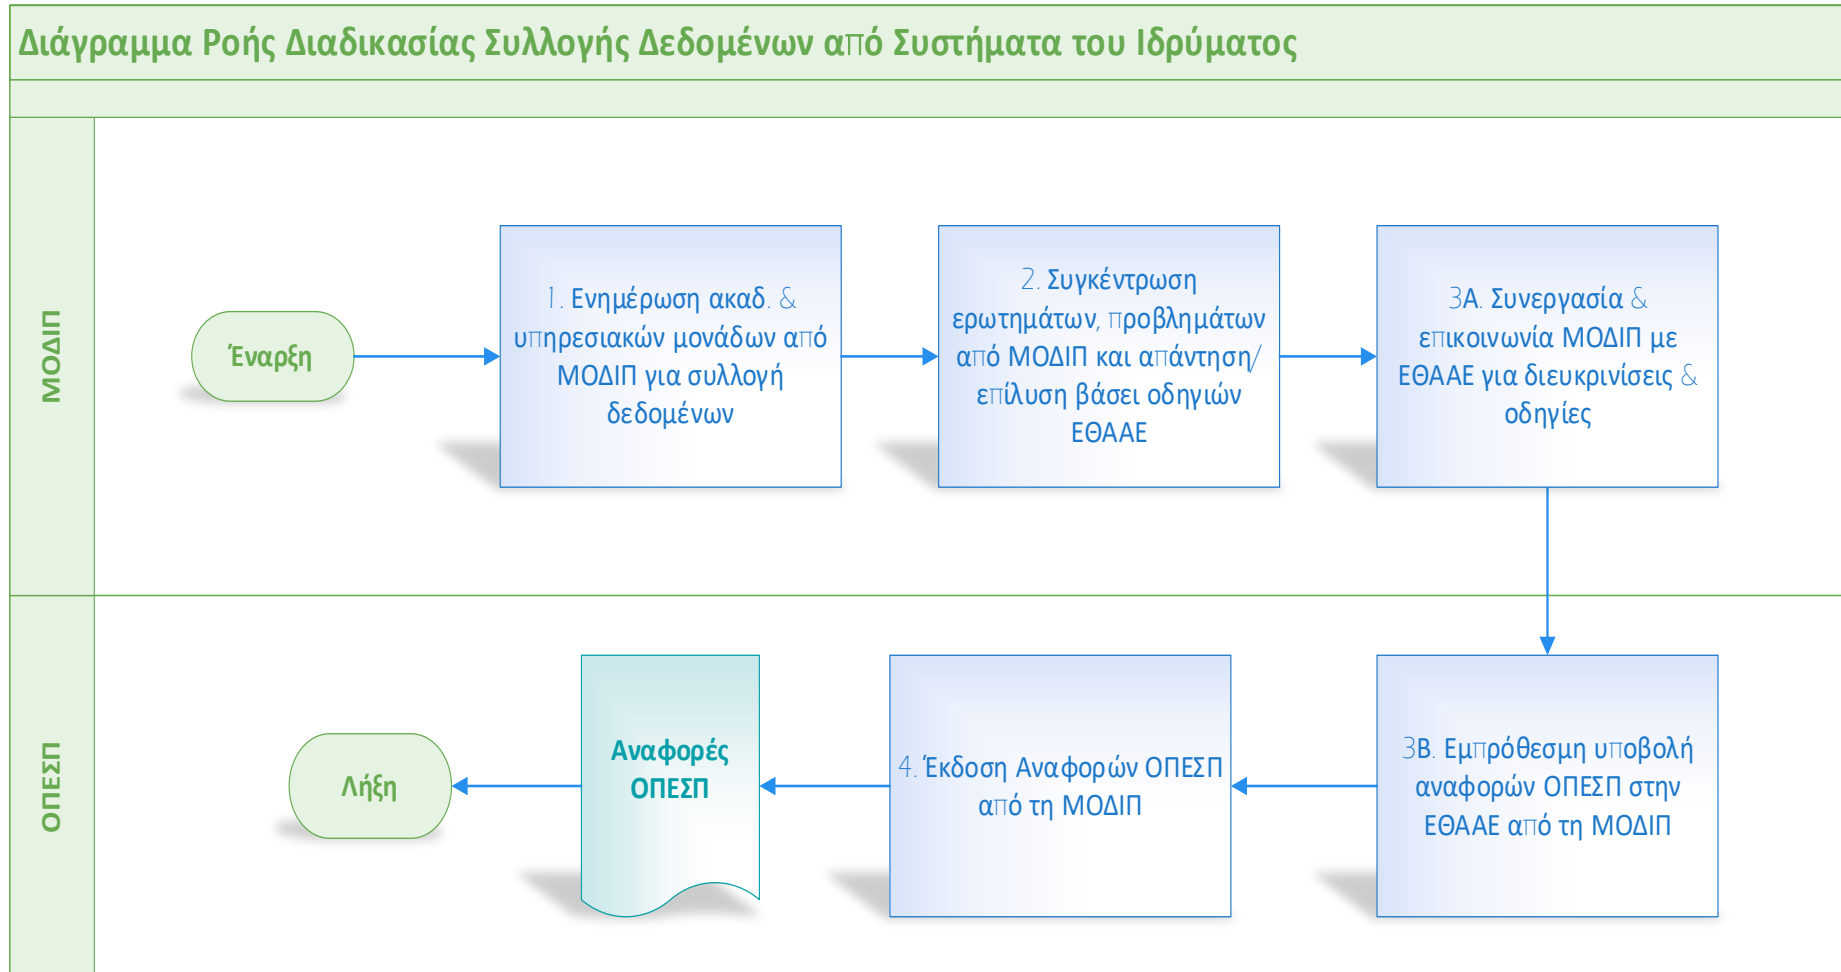 Διάγραμμα Ροής Διαδικασίας Συλλογής Δεδομένων από Συστήματα του Ιδρύματος
ΜΟΔΙΠ
Έναρξη
1. Ενημέρωση ακαδ. &
υπηρεσιακών μονάδων από
ΜΟΔΙΠ για συλλογή
δεδομένων
2. Συγκέντρωση
ερωτημάτων, προβλημάτων
από ΜΟΔΙΠ και απάντηση/
επίλυση βάσει οδηγιών
ΕΘΑΑΕ
3Α. Συνεργασία &
επικοινωνία ΜΟΔΙΠ με
ΕΘΑΑΕ για διευκρινίσεις &
οδηγίες
ΟΠΕΣΠ
3Β. Εμπρόθεσμη υποβολή
αναφορών ΟΠΕΣΠ στην
ΕΘΑΑΕ από τη ΜΟΔΙΠ
4. Έκδοση Αναφορών ΟΠΕΣΠ
από τη ΜΟΔΙΠ
Αναφορές
ΟΠΕΣΠ
Λήξη